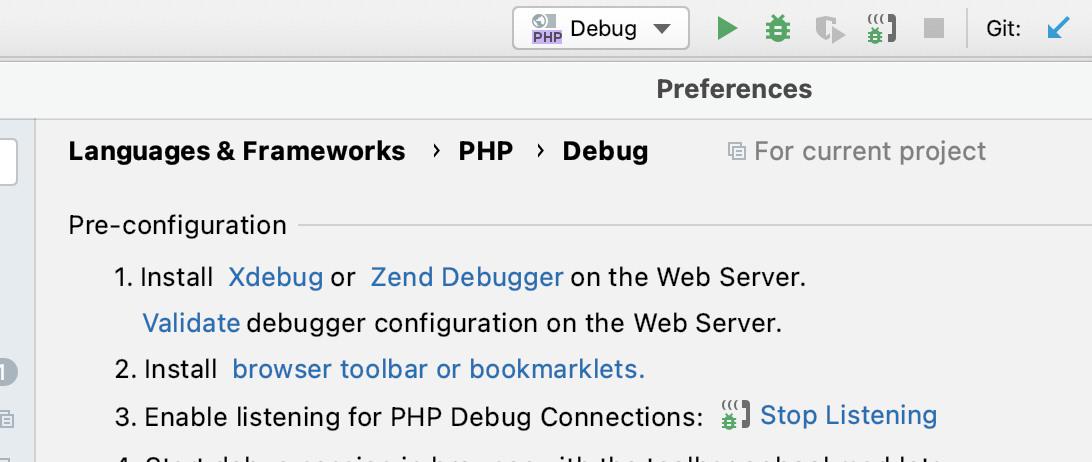 PHP Debug Git:
Preferences
Languages & Frameworks › PHP › Debug For current project
Pre-configuration
1. Install Xdebug or Zend Debugger on the Web Server.
Validate debugger configuration on the Web Server.
2. Install browser toolbar or bookmarklets.
3. Enable listening for PHP Debug Connections: Stop Listening